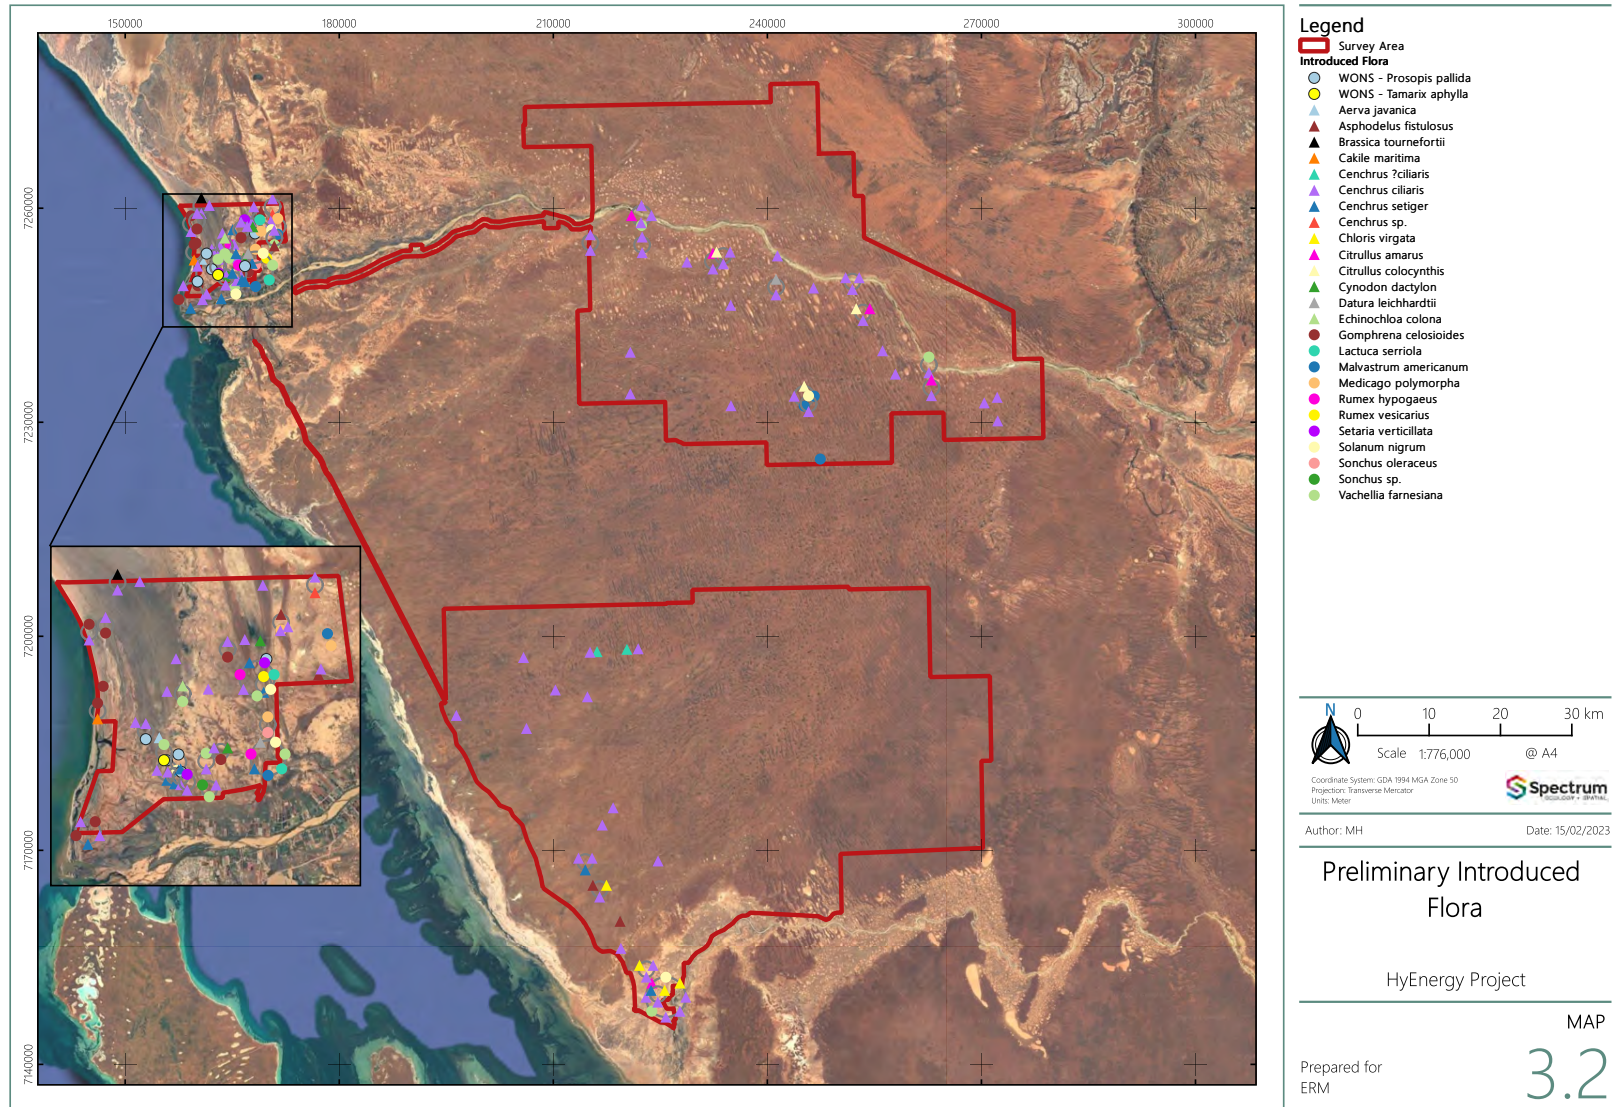 150000 180000 210000 240000 270000 300000
7260000
7230000
7200000
7170000
7140000
Legend
Survey Area
Introduced Flora
WONS - Prosopis pallida
WONS - Tamarix aphylla
Aerva javanica
Asphodelus fistulosus
Brassica tournefortii
Cakile maritima
Cenchrus ?ciliaris
Cenchrus ciliaris
Cenchrus setiger
Cenchrus sp.
Chloris virgata
Citrullus amarus
Citrullus colocynthis
Cynodon dactylon
Datura leichhardtii
Echinochloa colona
Gomphrena celosioides
Lactuca serriola
Malvastrum americanum
Medicago polymorpha
Rumex hypogaeus
Rumex vesicarius
Setaria verticillata
Solanum nigrum
Sonchus oleraceus
Sonchus sp.
Vachellia farnesiana
N
0 10 20 30 km
Scale 1:776,000 @ A4
Coordinate System: GDA 1994 MGA Zone 50
Projection: Transverse Mercator
Units: Meter
Spectrum
ECOLOGY + SPATIAL
Author: MH Date: 15/02/2023
Preliminary Introduced
Flora
HyEnergy Project
MAP
Prepared for
ERM
3.2